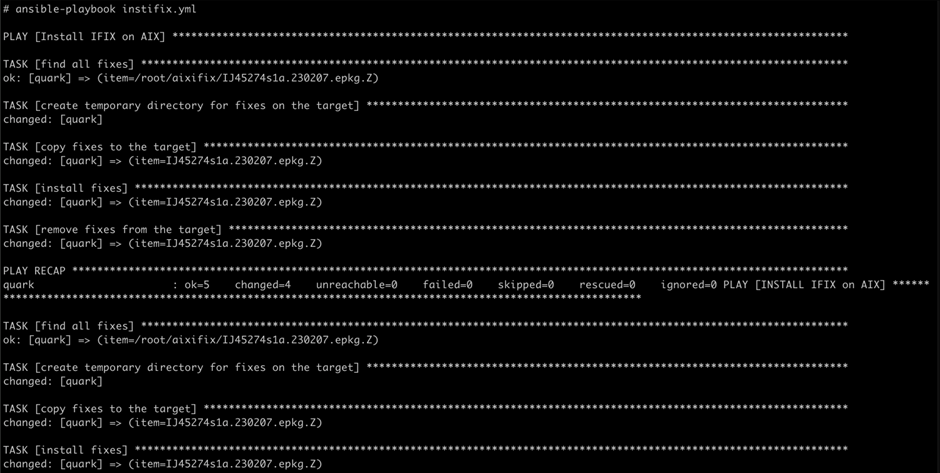 # ansible-playbook instifix.yml
PLAY [Install IFIX on AIX] ************************************************************************************************************
TASK [find all fixes] *****************************************************************************************************************
ok: [quark] => (item=/root/aixifix/IJ45274s1a.230207.epkg.Z)
TASK [create temporary directory for fixes on the target] *****************************************************************************
changed: [quark]
TASK [copy fixes to the target] *******************************************************************************************************
changed: [quark] => (item=IJ45274s1a.230207.epkg.Z)
TASK [install fixes] ******************************************************************************************************************
changed: [quark] => (item=IJ45274s1a.230207.epkg.Z)
TASK [remove fixes from the target] ***************************************************************************************************
changed: [quark] => (item=IJ45274s1a.230207.epkg.Z)
PLAY RECAP ****************************************************************************************************************************
quark                      : ok=5    changed=4    unreachable=0    failed=0    skipped=0    rescued=0    ignored=0 PLAY [INSTALL IFIX on AIX] ******
******************************************************************************************************
TASK [find all fixes] *****************************************************************************************************************
ok: [quark] => (item=/root/aixifix/IJ45274s1a.230207.epkg.Z)
TASK [create temporary directory for fixes on the target] *****************************************************************************
changed: [quark]
TASK [copy fixes to the target] *******************************************************************************************************
changed: [quark] => (item=IJ45274s1a.230207.epkg.Z)
TASK [install fixes] ******************************************************************************************************************
changed: [quark] => (item=IJ45274s1a.230207.epkg.Z)